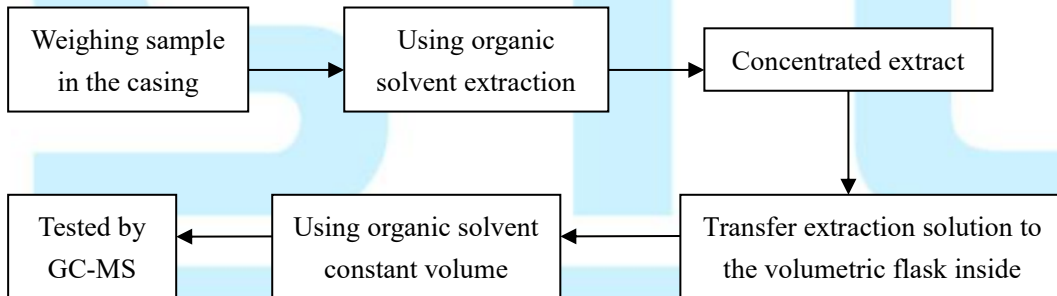 Weighing sample
in the casing
Using organic
solvent extraction
Concentrated extract
Transfer extraction solution to
the volumetric flask inside
Using organic solvent
constant volume
Tested by
GC-MS